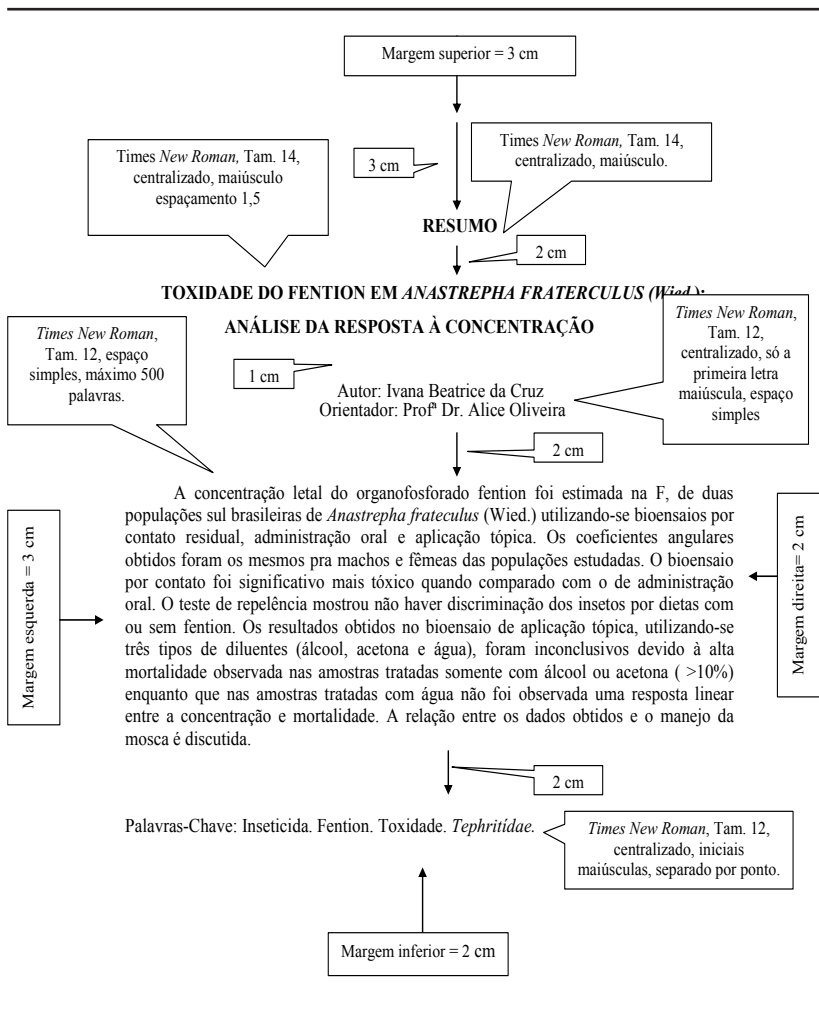 Margem superior = 3 cm
Times New Roman, Tam. 14,
centralizado, maiúsculo
espaçamento 1,5
3 cm
Times New Roman, Tam. 14,
centralizado, maiúsculo.
RESUMO
2 cm
TOXIDADE DO FENTION EM ANASTREPHA FRATERCULUS (Wied.):
ANÁLISE DA RESPOSTA À CONCENTRAÇÃO
Times New Roman,
Tam. 12, espaço
simples, máximo 500
palavras.
1 cm
Times New Roman,
Tam. 12,
centralizado, só a
primeira letra
maiúscula, espaço
simples
Autor: Ivana Beatrice da Cruz
Orientador: Profª Dr. Alice Oliveira
2 cm
Margem esquerda = 3 cm
A concentração letal do organofosforado fention foi estimada na F, de duas
populações sul brasileiras de Anastrepha frateculus (Wied.) utilizando-se bioensaios por
contato residual, administração oral e aplicação tópica. Os coeficientes angulares
obtidos foram os mesmos pra machos e fêmeas das populações estudadas. O bioensaio
por contato foi significativo mais tóxico quando comparado com o de administração
oral. O teste de repelência mostrou não haver discriminação dos insetos por dietas com
ou sem fention. Os resultados obtidos no bioensaio de aplicação tópica, utilizando-se
três tipos de diluentes (álcool, acetona e água), foram inconclusivos devido à alta
mortalidade observada nas amostras tratadas somente com álcool ou acetona ( >10%)
enquanto que nas amostras tratadas com água não foi observada uma resposta linear
entre a concentração e mortalidade. A relação entre os dados obtidos e o manejo da
mosca é discutida.
Margem direita= 2 cm
2 cm
Palavras-Chave: Inseticida. Fention. Toxidade. Tephritídae.
Times New Roman, Tam. 12,
centralizado, iniciais
maiúsculas, separado por ponto.
Margem inferior = 2 cm